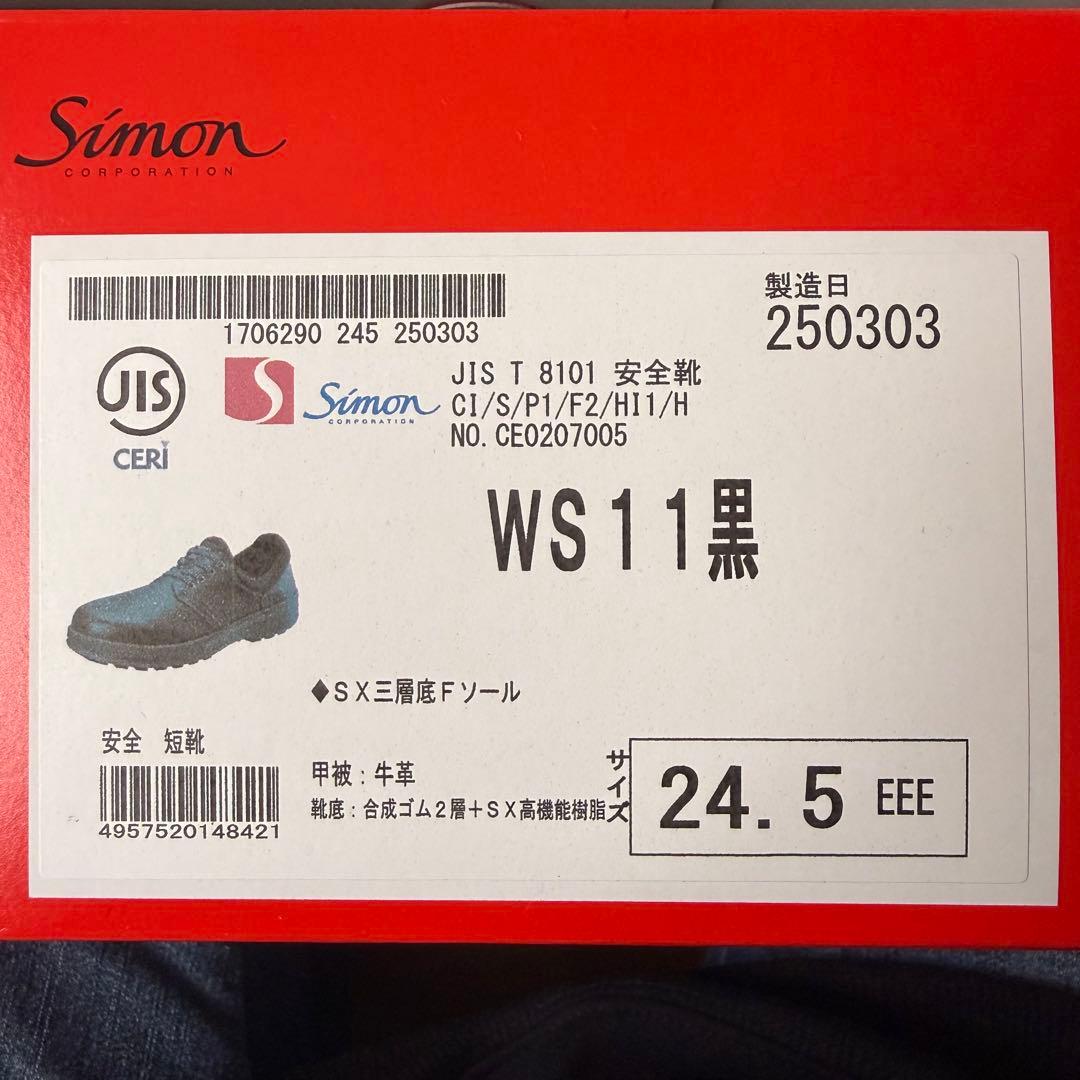 Simon
CORPORATION
1706290 245 250303
製造日
250303
JIS
CERI
S
Simon
CORPORATION
JIS T 8101 安全靴
CI/S/P1/F2/HI1/H
NO.CE0207005
WS11黒
◆SX三層底Fソール
安全 短靴
4957520148421
甲被：牛革
靴底：合成ゴム2層＋SX高機能樹脂
サイズ
24.5 EEE